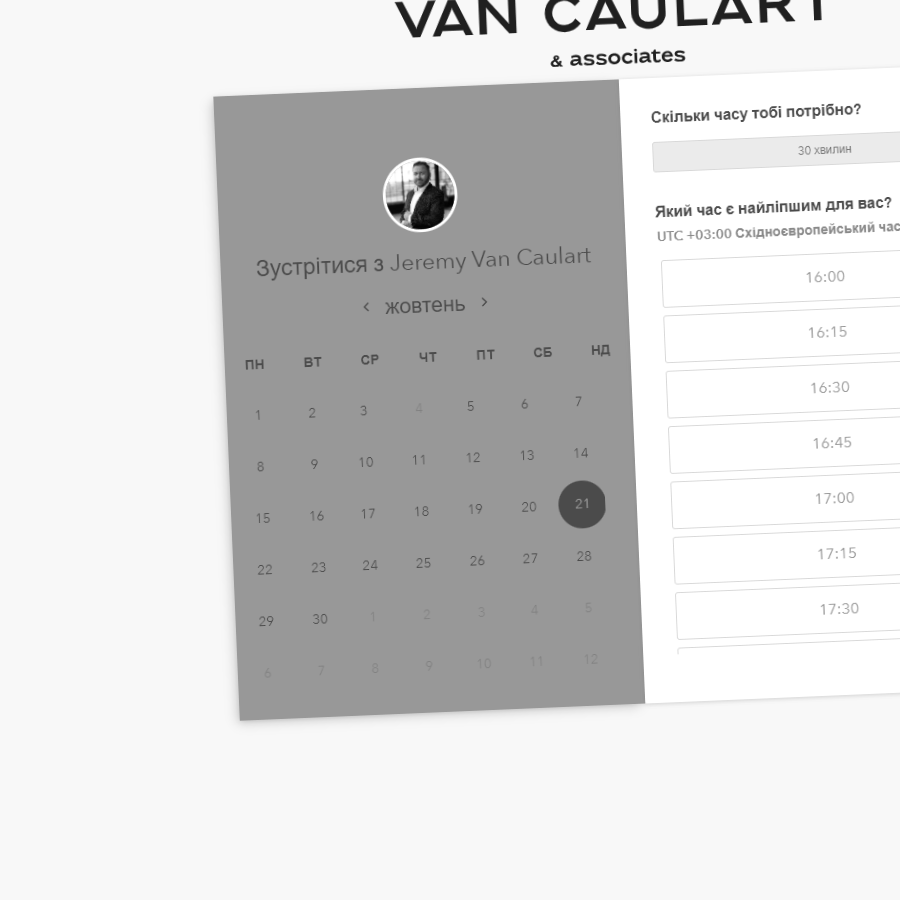 VAN CAULART
& associates
Зустрітися з Jeremy Van Caulart
жовтень
ПН ВТ СР ЧТ ПТ СБ НД
1 2 3 4 5 6 7
8 9 10 11 12 13 14
15 16 17 18 19 20 21
22 23 24 25 26 27 28
29 30 1 2 3 4 5
6 7 8 9 10 11 12
Скільки часу тобі потрібно?
30 хвилин
Який час є найліпшим для вас?
UTC +03:00 Східноєвропейський час
16:00
16:15
16:30
16:45
17:00
17:15
17:30